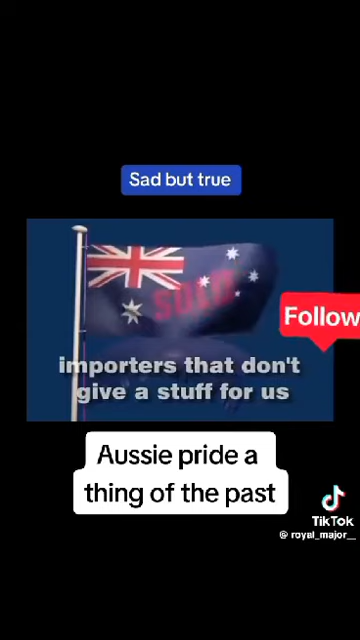 Sad but true
SOLD
Follow
importers that don't
give a stuff for us
Aussie pride a
thing of the past
TikTok
@ royal_major__